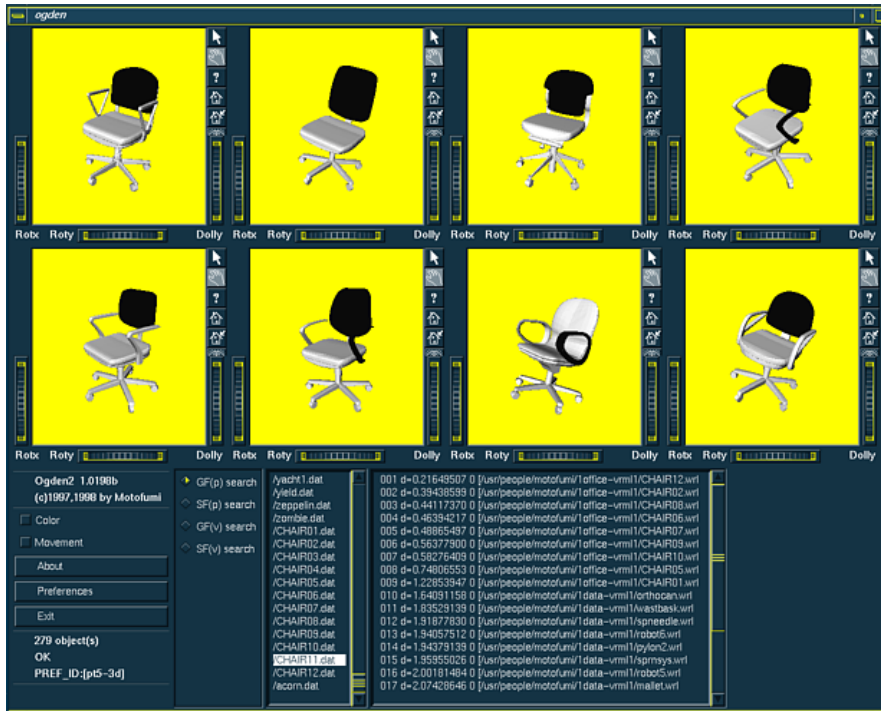 ogden
?
?
?
?
Rotx Roty Dolly Rotx Roty Dolly Rotx Roty Dolly Rotx Roty Dolly
?
?
?
?
Rotx Roty Dolly Rotx Roty Dolly Rotx Roty Dolly Rotx Roty Dolly
Ogden2 1.0198b
(c)1997,1998 by Motofumi
Color
Movement
About
Preferences
Exit
279 object(s)
OK
PREF_ID:[pt5-3d]
GF(p) search
SF(p) search
GF(v) search
SF(v) search
/yacht1.dat
/yield.dat
/zeppelin.dat
/zombie.dat
/CHAIR01.dat
/CHAIR02.dat
/CHAIR03.dat
/CHAIR04.dat
/CHAIR05.dat
/CHAIR06.dat
/CHAIR07.dat
/CHAIR08.dat
/CHAIR09.dat
/CHAIR10.dat
/CHAIR11.dat
/CHAIR12.dat
/acorn.dat
001 d=0.21649507 0 [/usr/people/motofumi/1office-vrml1/CHAIR12.wrl
002 d=0.39438599 0 [/usr/people/motofumi/1office-vrml1/CHAIR02.wrl
003 d=0.44117370 0 [/usr/people/motofumi/1office-vrml1/CHAIR08.wrl
004 d=0.46394217 0 [/usr/people/motofumi/1office-vrml1/CHAIR06.wrl
005 d=0.48865497 0 [/usr/people/motofumi/1office-vrml1/CHAIR07.wrl
006 d=0.56377900 0 [/usr/people/motofumi/1office-vrml1/CHAIR09.wrl
007 d=0.58276409 0 [/usr/people/motofumi/1office-vrml1/CHAIR10.wrl
008 d=0.74806553 0 [/usr/people/motofumi/1office-vrml1/CHAIR05.wrl
009 d=1.22853947 0 [/usr/people/motofumi/1office-vrml1/CHAIR01.wrl
010 d=1.64091158 0 [/usr/people/motofumi/1data-vrml1/orthocan.wrl
011 d=1.83529139 0 [/usr/people/motofumi/1data-vrml1/wastbask.wrl
012 d=1.91877830 0 [/usr/people/motofumi/1data-vrml1/spneedle.wrl
013 d=1.94057512 0 [/usr/people/motofumi/1data-vrml1/robot6.wrl
014 d=1.94379139 0 [/usr/people/motofumi/1data-vrml1/pylon2.wrl
015 d=1.95955026 0 [/usr/people/motofumi/1data-vrml1/sprnsys.wrl
016 d=2.00181484 0 [/usr/people/motofumi/1data-vrml1/robot5.wrl
017 d=2.07428646 0 [/usr/people/motofumi/1data-vrml1/mallet.wrl